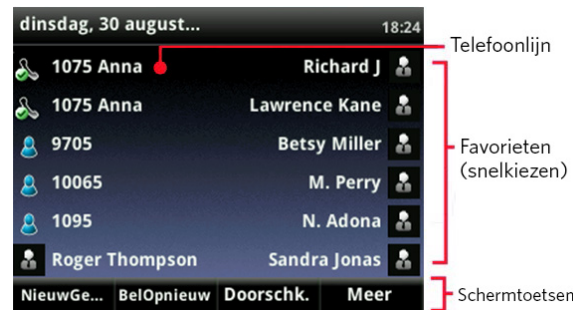 dinsdag, 30 august... 18:24
Telefoonlijn
1075 Anna Richard J
1075 Anna Lawrence Kane
9705 Betsy Miller
Favorieten
(snelkiezen)
10065 M. Perry
1095 N. Adona
Roger Thompson Sandra Jonas
NieuwGe... BelOpnieuw Doorschk. Meer
Schermtoetsen